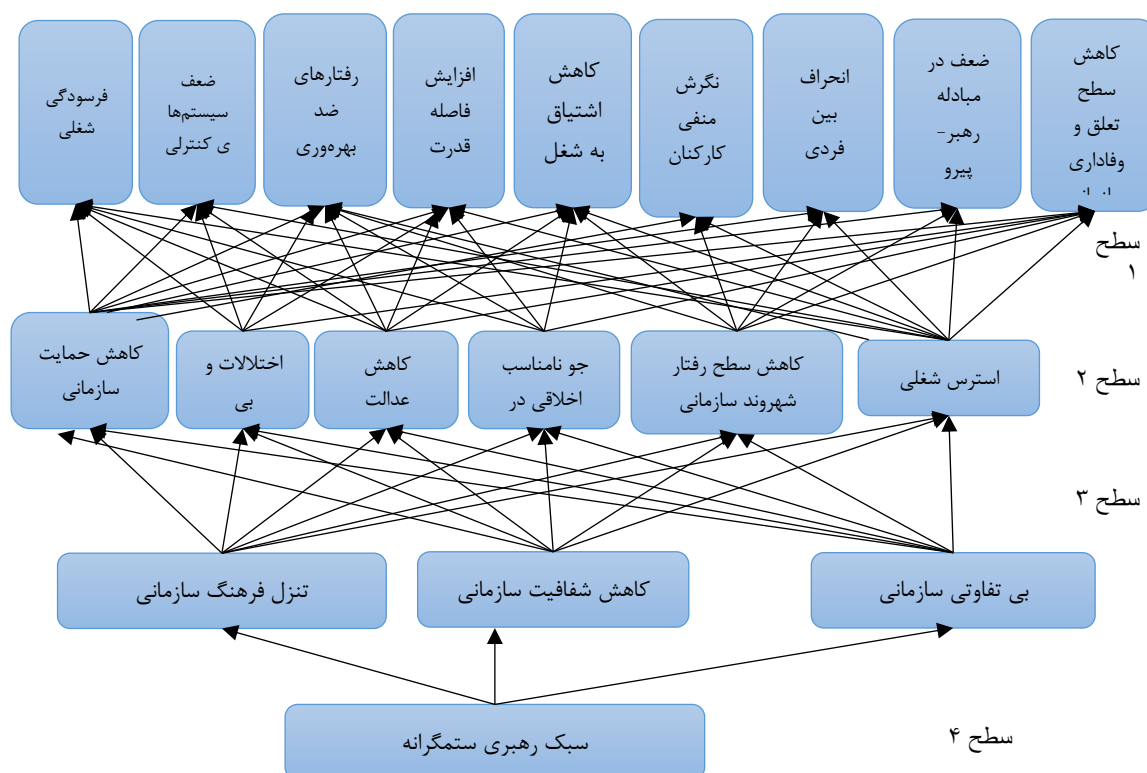 کاهش
سطح
تعلق و
وفاداری
ضعف در
مبادله
رهبر-
پیرو
انحراف
بین
فردی
نگرش
منفی
کارکنان
کاهش
اشتیاق
به شغل
افزایش
فاصله
قدرت
رفتارهای
ضد
بهره‌وری
ضعف
سیستم‌ها
ی کنترلی
فرسودگی
شغلی
سطح
۱
استرس شغلی
کاهش سطح رفتار
شهروند سازمانی
جو نامناسب
اخلاقی در
کاهش
عدالت
اختلالات و
بی
کاهش حمایت
سازمانی
سطح ۲
سطح ۳
بی تفاوتی سازمانی
کاهش شفافیت سازمانی
تنزل فرهنگ سازمانی
سبک رهبری ستمگرانه
سطح ۴